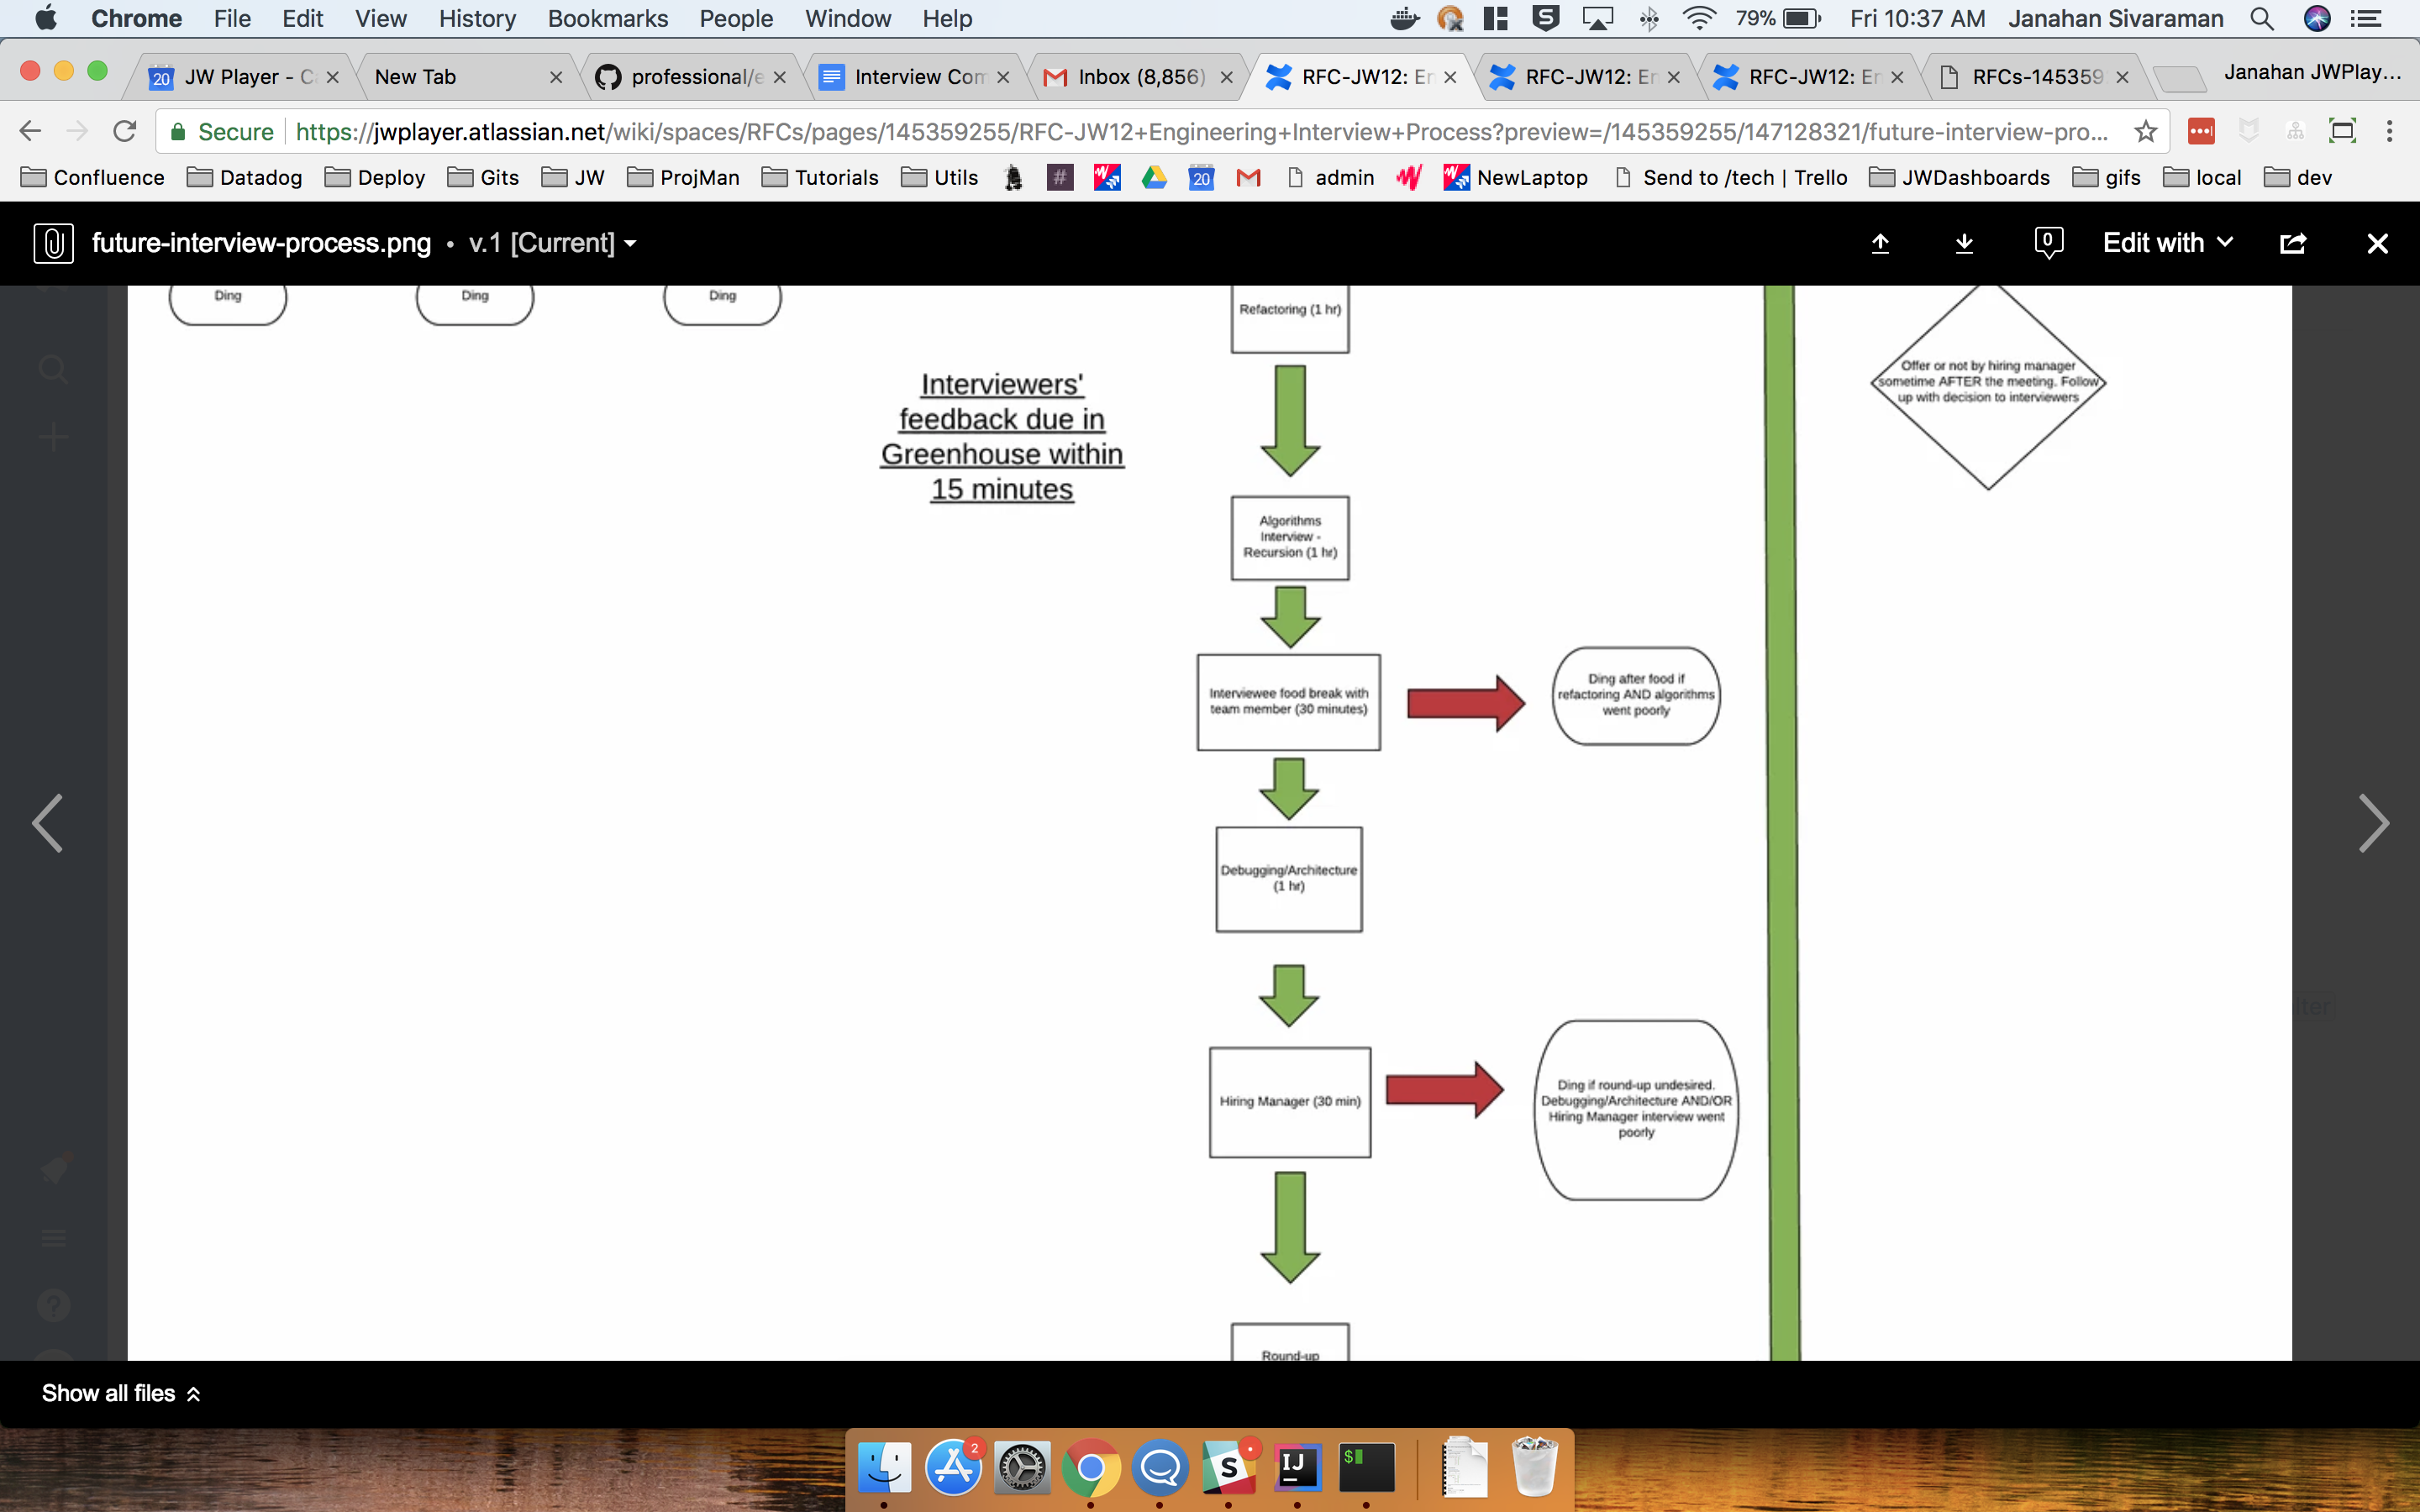 Chrome File Edit View History Bookmarks People Window Help 79% Fri 10:37 AM Janahan Sivaraman
20 JW Player - C New Tab professional/e Interview Com Inbox (8,856) RFC-JW12: En RFC-JW12: En RFC-JW12: En RFCs-145359 Janahan JWPlay...
Secure https://jwplayer.atlassian.net/wiki/spaces/RFCs/pages/145359255/RFC-JW12+Engineering+Interview+Process?preview=/145359255/147128321/future-interview-pro...
Confluence Datadog Deploy Gits JW ProjMan Tutorials Utils # 20 admin NewLaptop Send to /tech | Trello JWDashboards gifs local dev
future-interview-process.png • v.1 [Current] 0 Edit with
Ding Ding Ding
Refactoring (1 hr)
Offer or not by hiring manager
sometime AFTER the meeting. Follow
up with decision to interviewers
Interviewers'
feedback due in
Greenhouse within
15 minutes
Algorithms
Interview -
Recursion (1 hr)
Interviewee food break with
team member (30 minutes)
Ding after food if
refactoring AND algorithms
went poorly
Debugging/Architecture
(1 hr)
Hiring Manager (30 min)
Ding if round-up undesired.
Debugging/Architecture AND/OR
Hiring Manager interview went
poorly
Round-up
Show all files
2 S IJ $